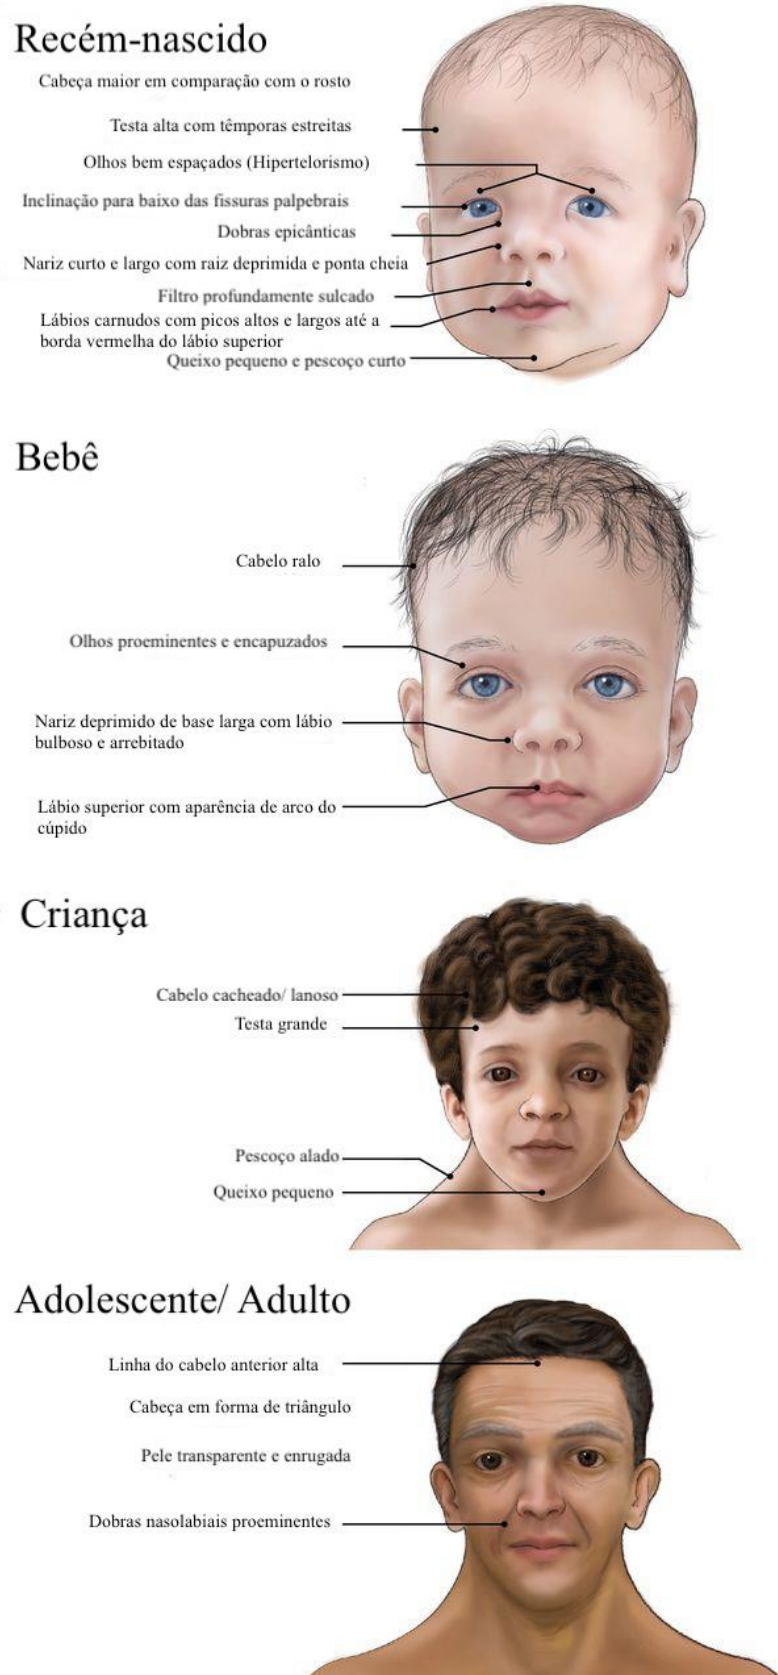 Recém-nascido
Cabeça maior em comparação com o rosto
Testa alta com têmporas estreitas
Olhos bem espaçados (Hipertelorismo)
Inclinação para baixo das fissuras palpebrais
Dobras epicânticas
Nariz curto e largo com raiz deprimida e ponta cheia
Filtro profundamente sulcado
Lábios carnudos com picos altos e largos até a
borda vermelha do lábio superior
Queixo pequeno e pescoço curto
Bebê
Cabelo ralo
Olhos proeminentes e encapuzados
Nariz deprimido de base larga com lábio
bulboso e arrebitado
Lábio superior com aparência de arco do
cúpido
Criança
Cabelo cacheado/ lanoso
Testa grande
Pescoço alado
Queixo pequeno
Adolescente/ Adulto
Linha do cabelo anterior alta
Cabeça em forma de triângulo
Pele transparente e enrugada
Dobras nasolabiais proeminentes